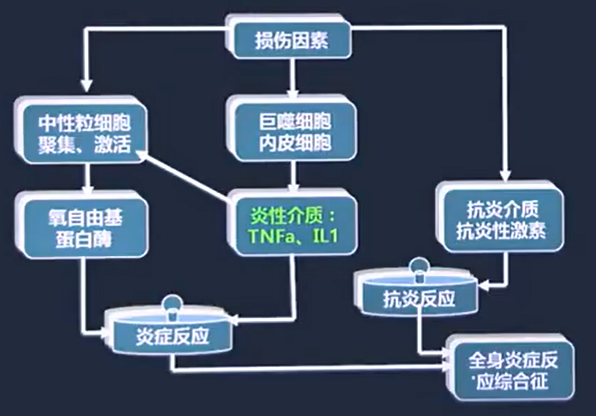 损伤因素
中性粒细胞
聚集、激活
巨噬细胞
内皮细胞
氧自由基
蛋白酶
炎性介质：
TNFa、IL1
抗炎介质
抗炎性激素
抗炎反应
炎症反应
全身炎症反
应综合征